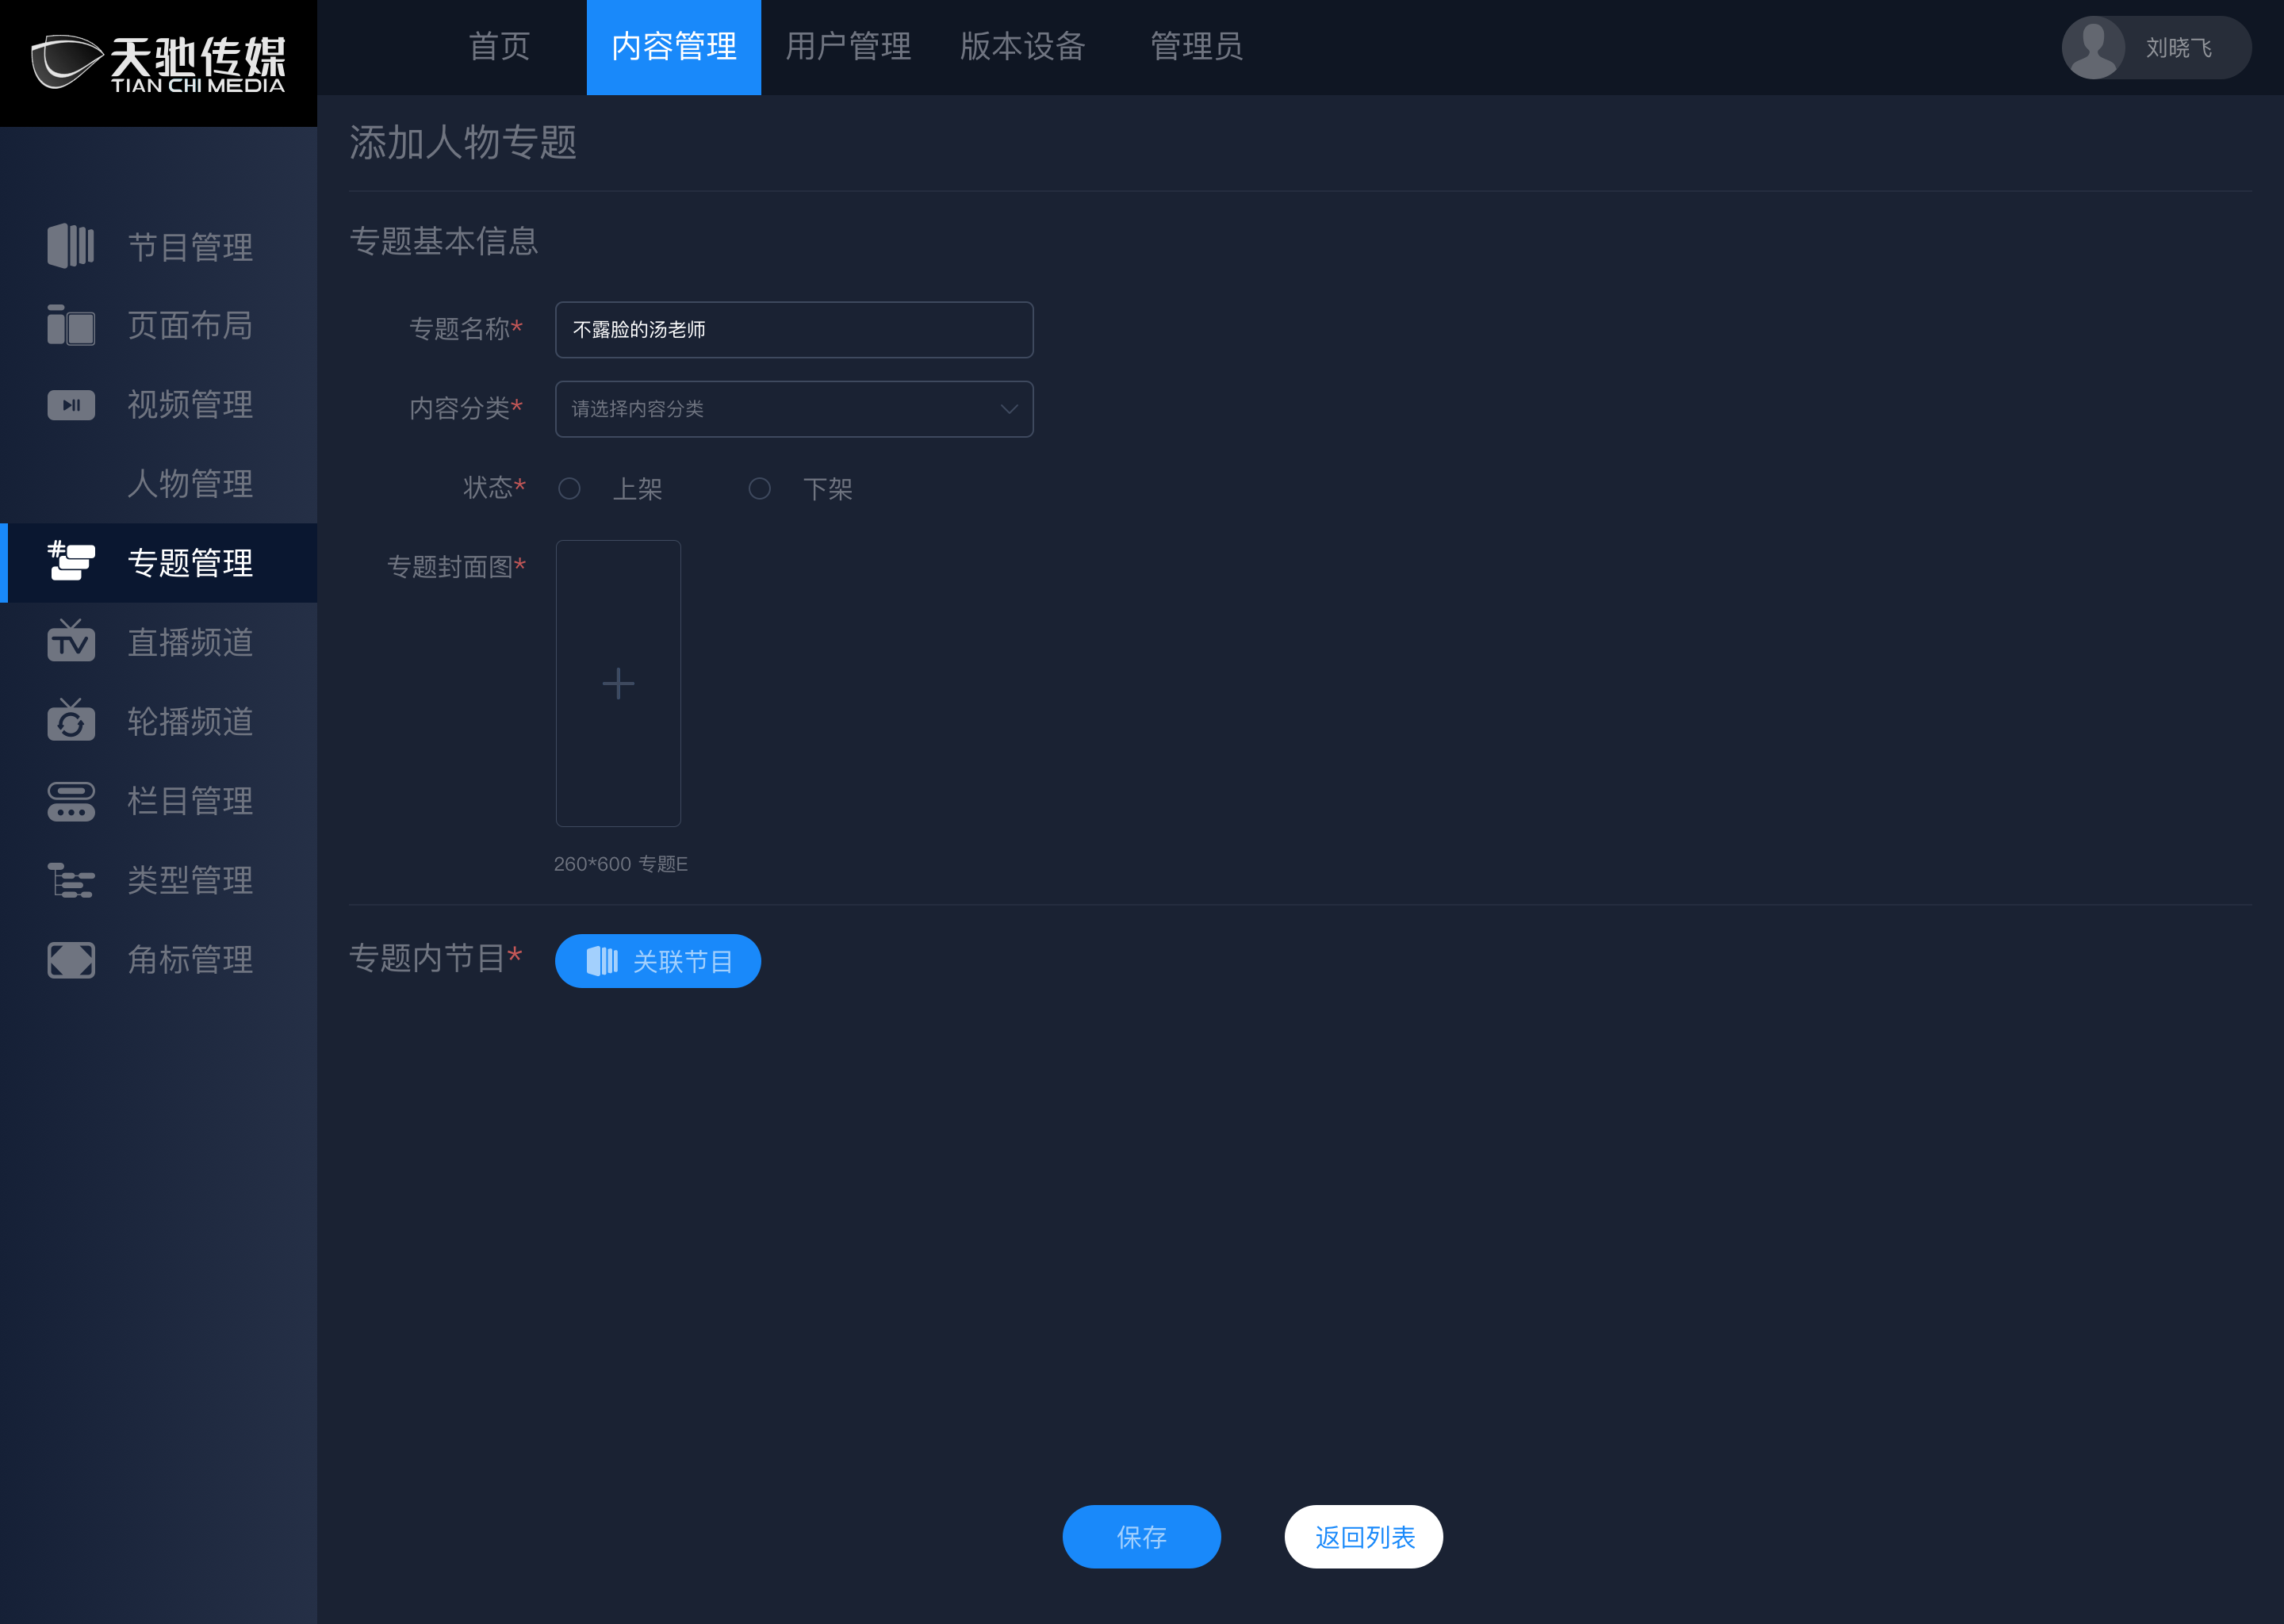 天驰传媒
TIAN CHI MEDIA
首页
内容管理
用户管理
版本设备
管理员
刘晓飞
节目管理
页面布局
视频管理
人物管理
专题管理
TV
直播频道
轮播频道
栏目管理
类型管理
角标管理
添加人物专题
专题基本信息
专题名称* 不露脸的汤老师
内容分类* 请选择内容分类
状态* 上架 下架
专题封面图*
260*600 专题E
专题内节目* 关联节目
保存
返回列表